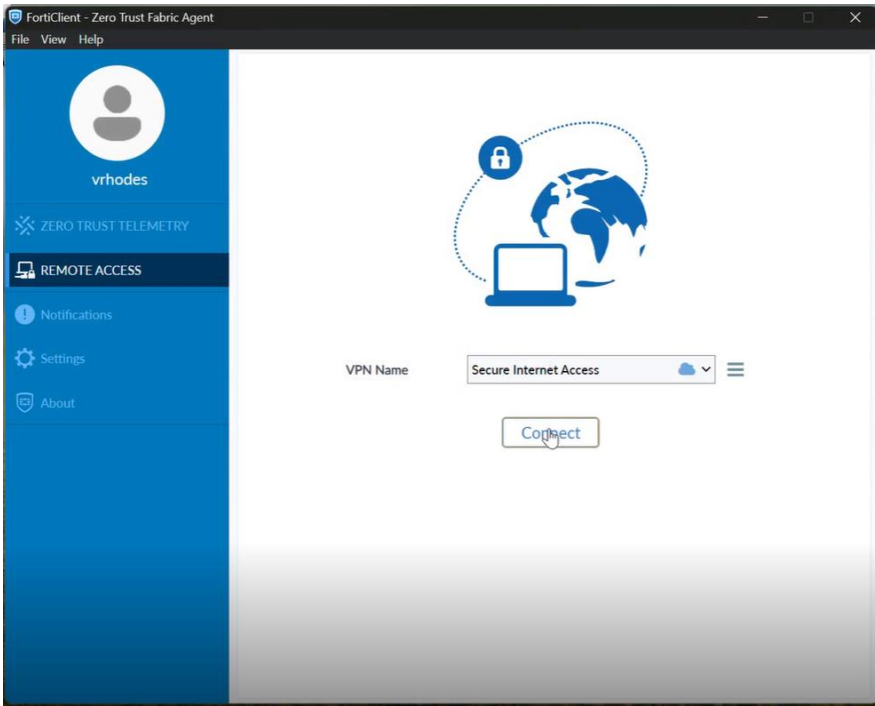 FortiClient - Zero Trust Fabric Agent
File View Help
vrhodes
ZERO TRUST TELEMETRY
REMOTE ACCESS
Notifications
Settings
About
VPN Name Secure Internet Access
Connect